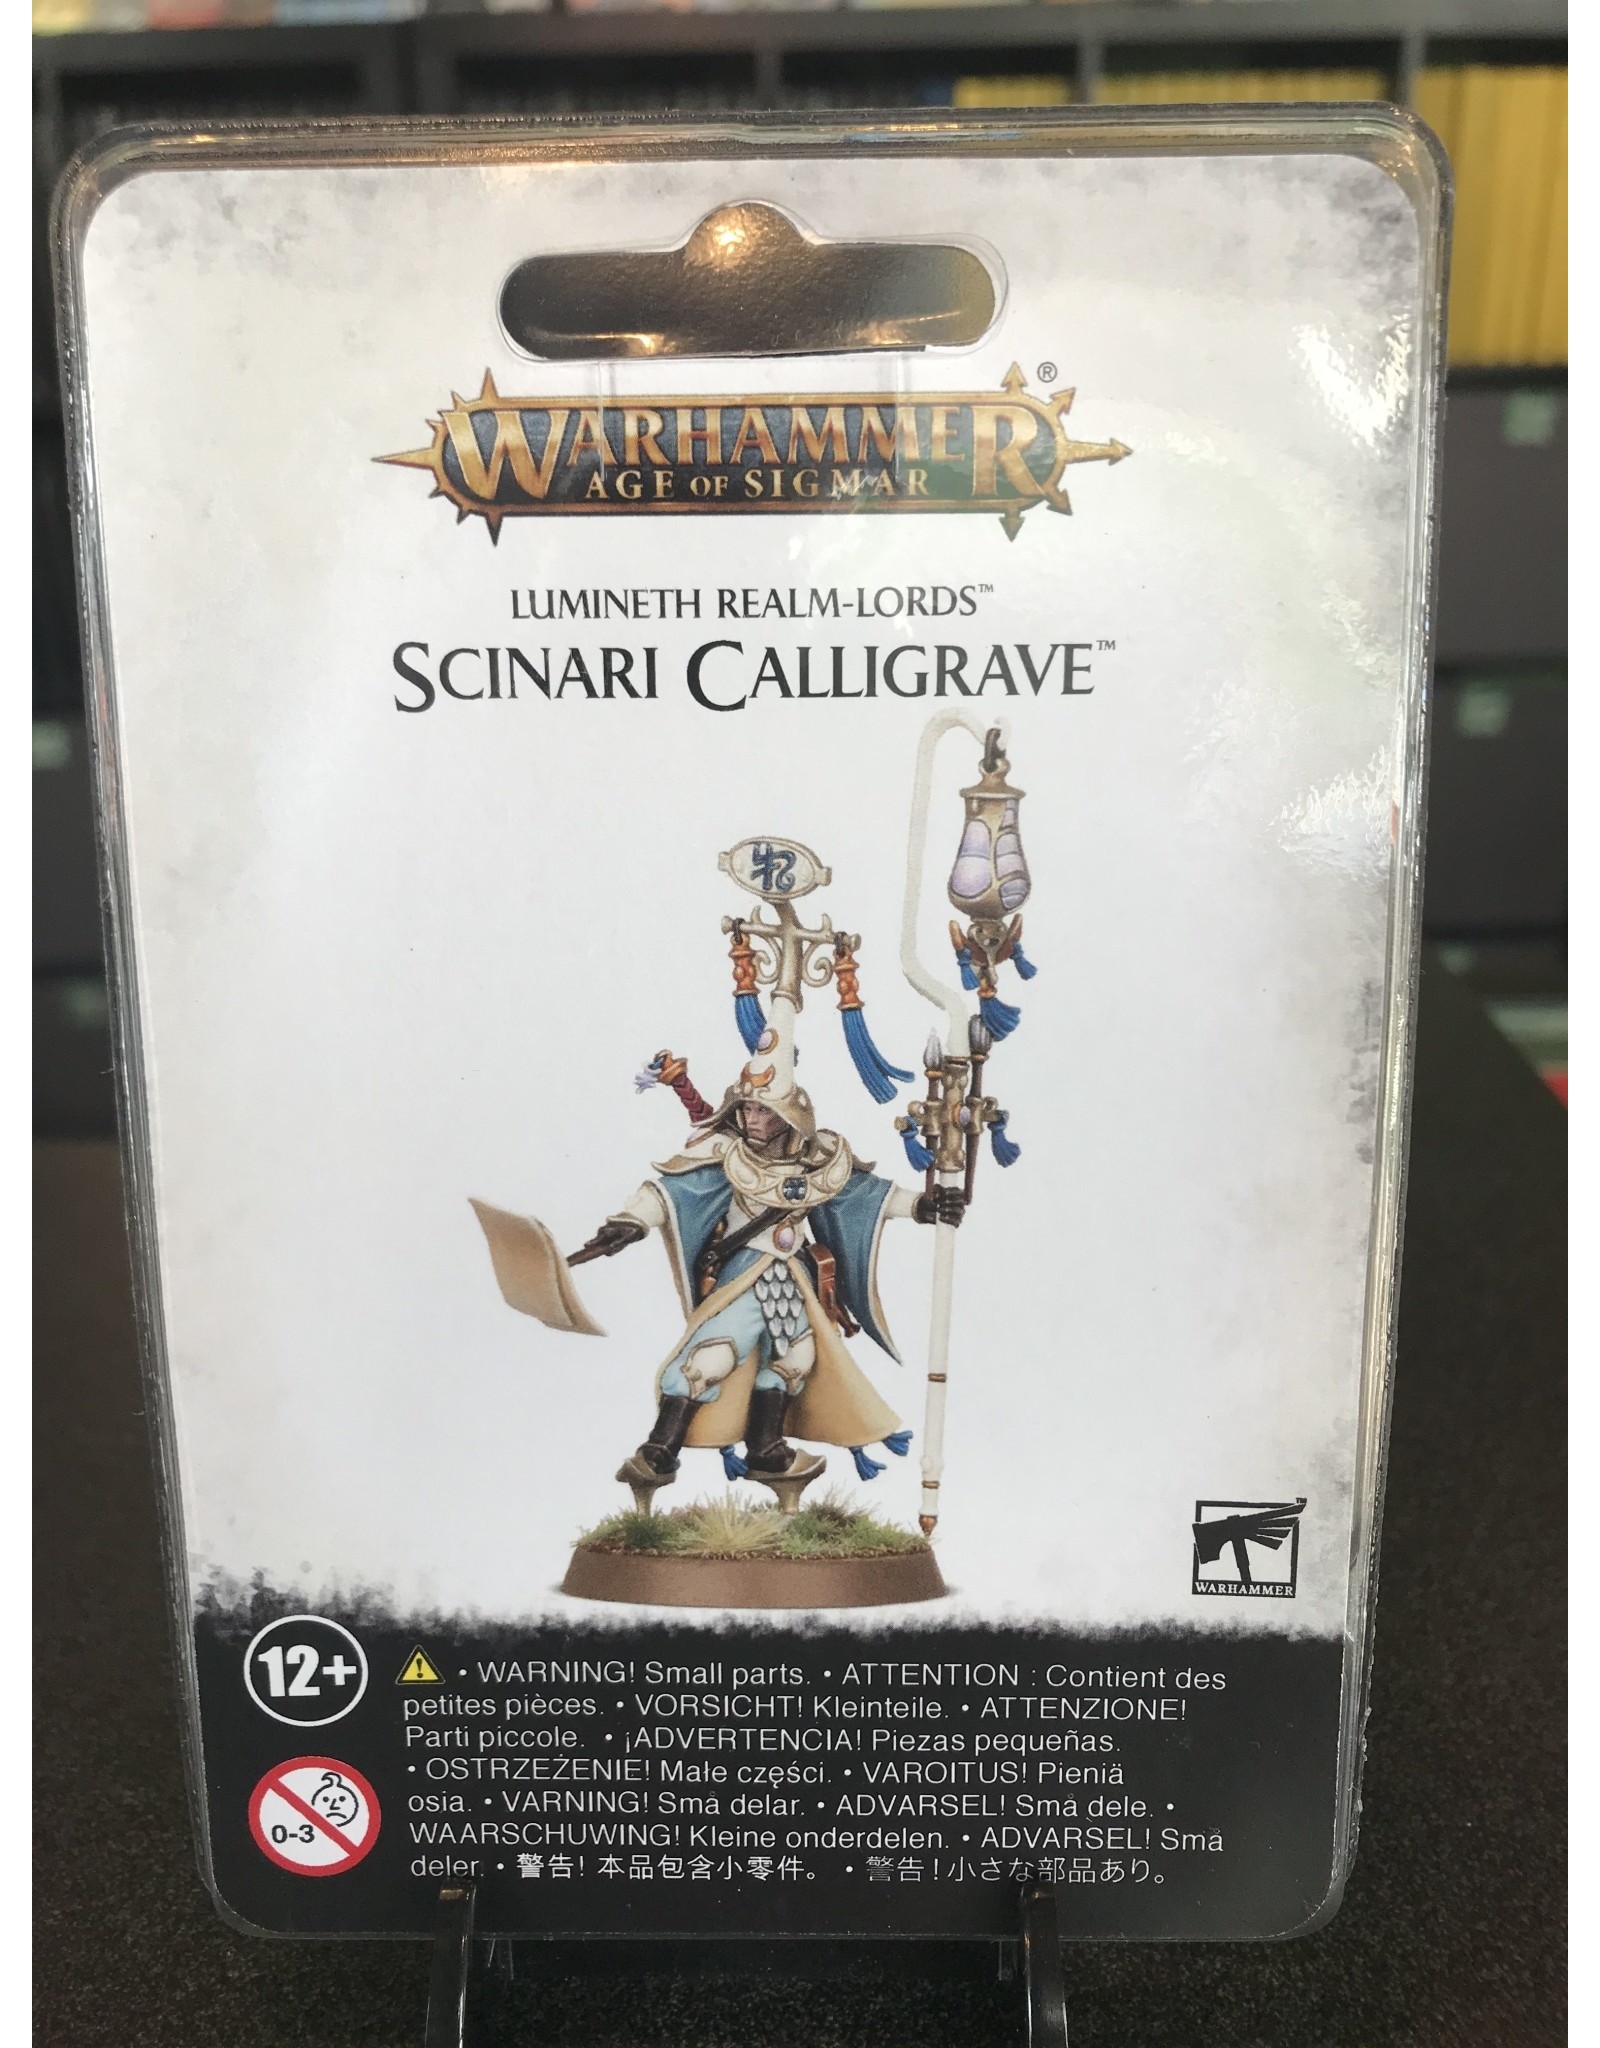 WARHAMMER ®
AGE OF SIGMAR
LUMINETH REALM-LORDS™
SCINARI CALLIGRAVE™
™
WARHAMMER
12+
• WARNING! Small parts. • ATTENTION : Contient des
petites pièces. • VORSICHT! Kleinteile. • ATTENZIONE!
Parti piccole. • ¡ADVERTENCIA! Piezas pequeñas.
• OSTRZEŻENIE! Małe części. • VAROITUS! Pieniä
osia. • VARNING! Små delar. • ADVARSEL! Små dele. •
WAARSCHUWING! Kleine onderdelen. • ADVARSEL! Små
deler. • 警告! 本品包含小零件。 • 警告!小さな部品あり。
0-3